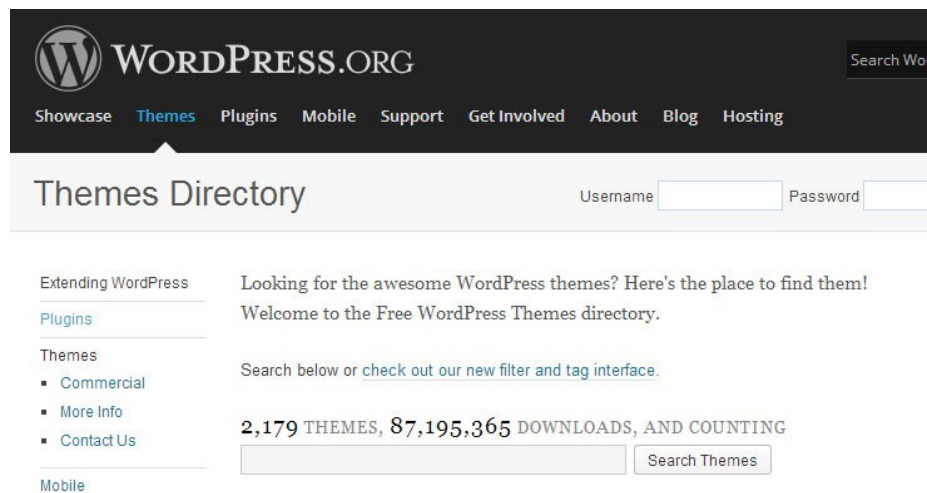 WORDPRESS.ORG
Search Wo
Showcase Themes Plugins Mobile Support Get Involved About Blog Hosting
Themes Directory
Username Password
Extending WordPress
Plugins
Themes
Commercial
More Info
Contact Us
Mobile
Looking for the awesome WordPress themes? Here's the place to find them!
Welcome to the Free WordPress Themes directory.
Search below or check out our new filter and tag interface.
2,179 THEMES, 87,195,365 DOWNLOADS, AND COUNTING
Search Themes